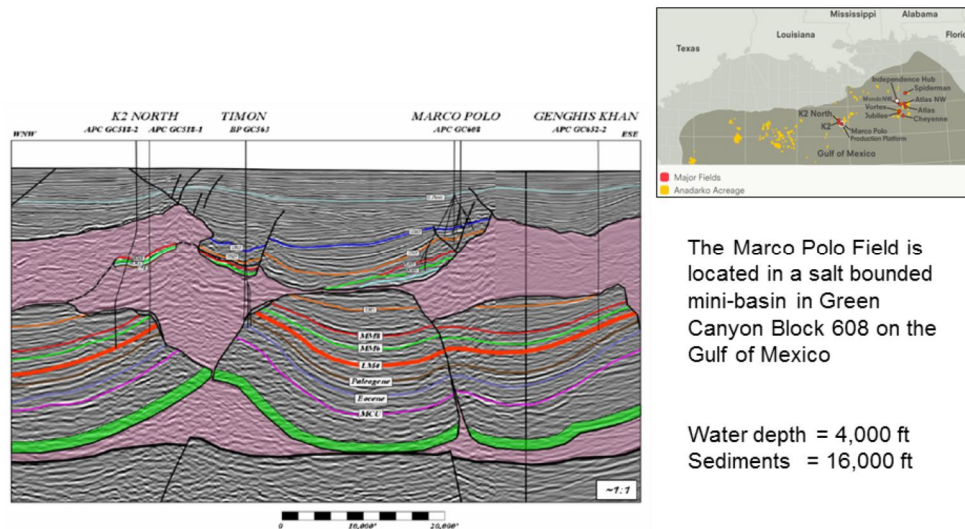 K2 NORTH TIMON MARCO POLO GENGHIS KHAN
WNW APC GC518-2 APC GC518-1 BP GC563 APC GC608 APC GC652-2 ESE
MM8
MM6
LM4
Paleogene
Eocene
MCU
~1:1
0 10,000' 20,000'
Mississippi Alabama
Louisiana
Texas
Independence Hub
Spiderman
Atlas NW
Vortex
Atlas
Jubilee
Cheyenne
K2 North
K2
Marco Polo
Production Platform
Gulf of Mexico
Major Fields
Anadarko Acreage
The Marco Polo Field is
located in a salt bounded
mini-basin in Green
Canyon Block 608 on the
Gulf of Mexico
Water depth = 4,000 ft
Sediments = 16,000 ft